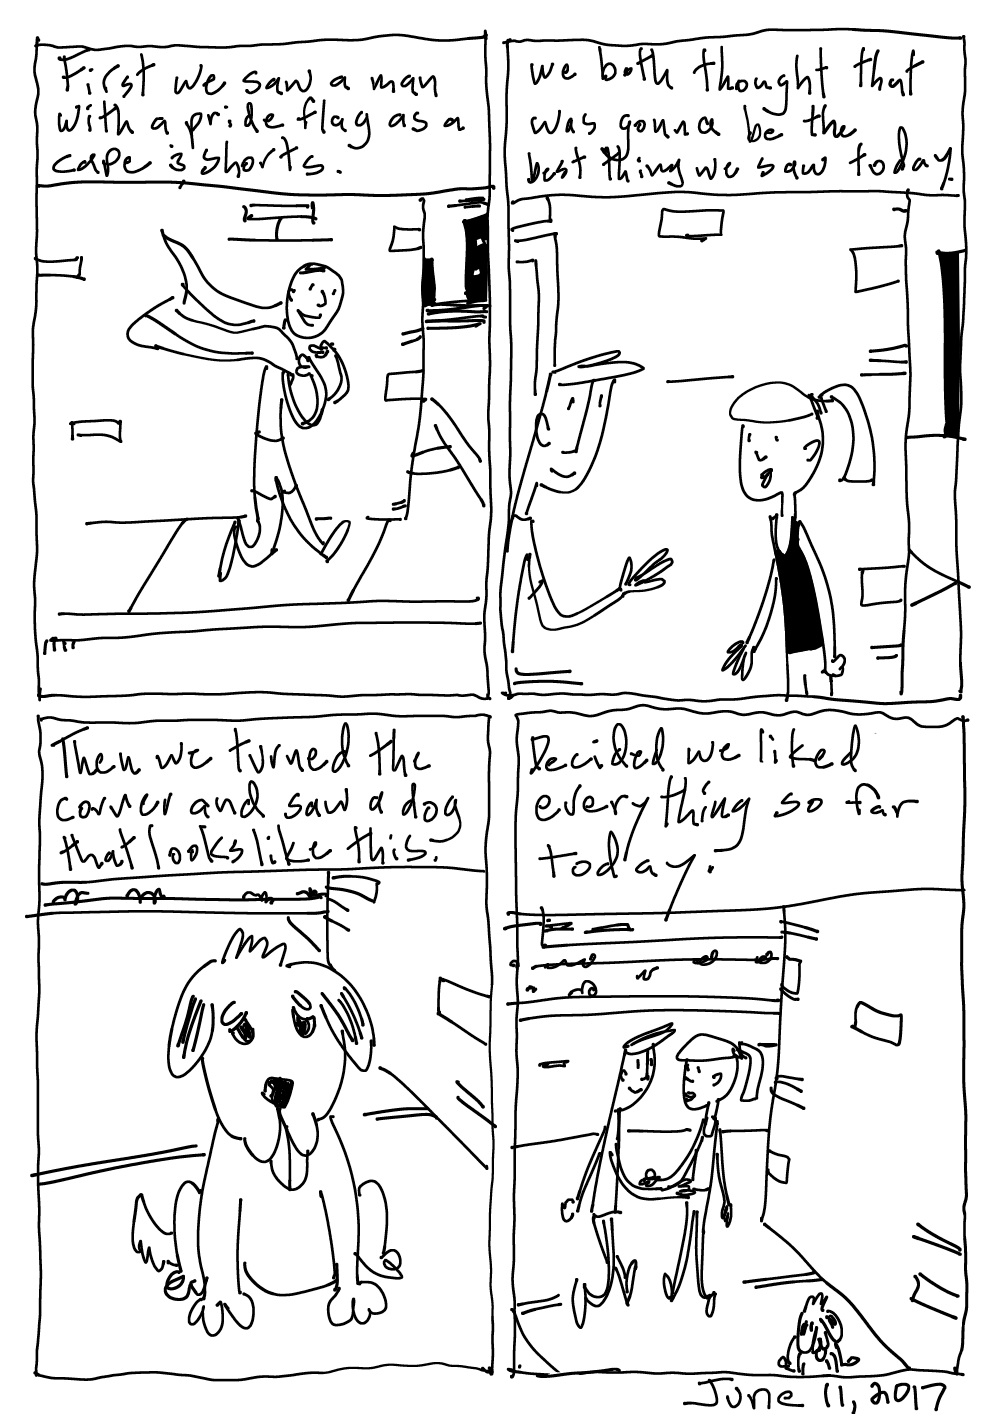 First we saw a man
with a pride flag as a
cape & shorts.
we both thought that
was gonna be the
best thing we saw today.
Then we turned the
corner and saw a dog
that looks like this.
Decided we liked
everything so far
today.
June 11, 2017